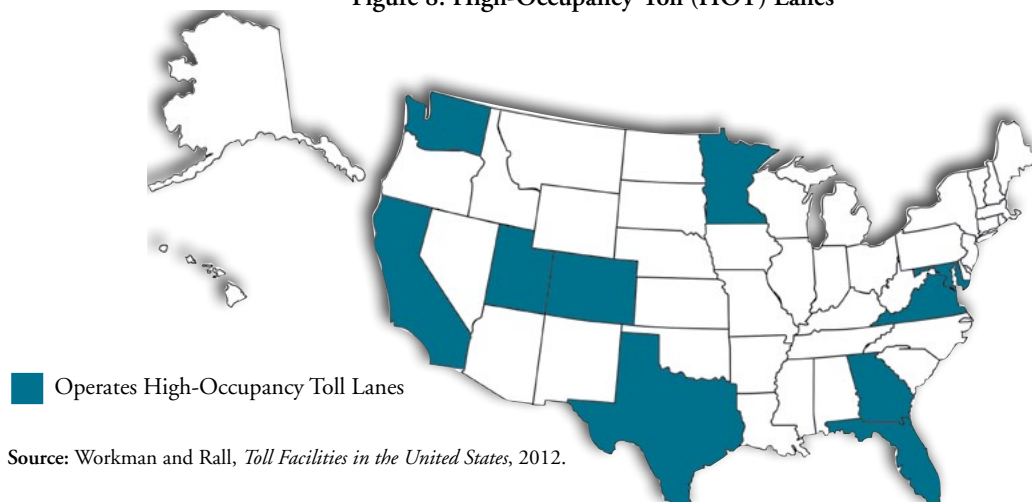 Figure 8. High-Occupancy Toll (HOT) Lanes
Operates High-Occupancy Toll Lanes
Source: Workman and Rall, Toll Facilities in the United States, 2012.